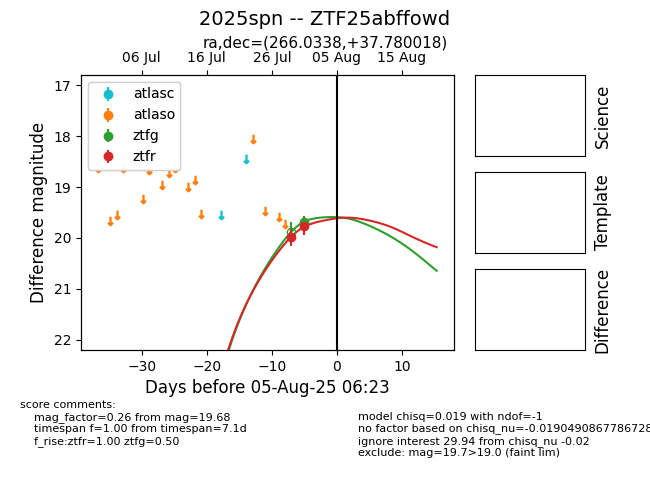 2025spn -- ZTF25abffowd
ra,dec=(266.0338,+37.780018)
06 Jul 16 Jul 26 Jul 05 Aug 15 Aug
17
18
19
20
21
22
Difference magnitude
atlasc
atlaso
ztfg
ztfr
−30 −20 −10 0 10
Days before 05-Aug-25 06:23
Science
Template
Difference
score comments:
mag_factor=0.26 from mag=19.68
timespan f=1.00 from timespan=7.1d
f_rise:ztfr=1.00 ztfg=0.50
model chisq=0.019 with ndof=-1
no factor based on chisq_nu=-0.0190490867786728
ignore interest 29.94 from chisq_nu -0.02
exclude: mag=19.7>19.0 (faint lim)